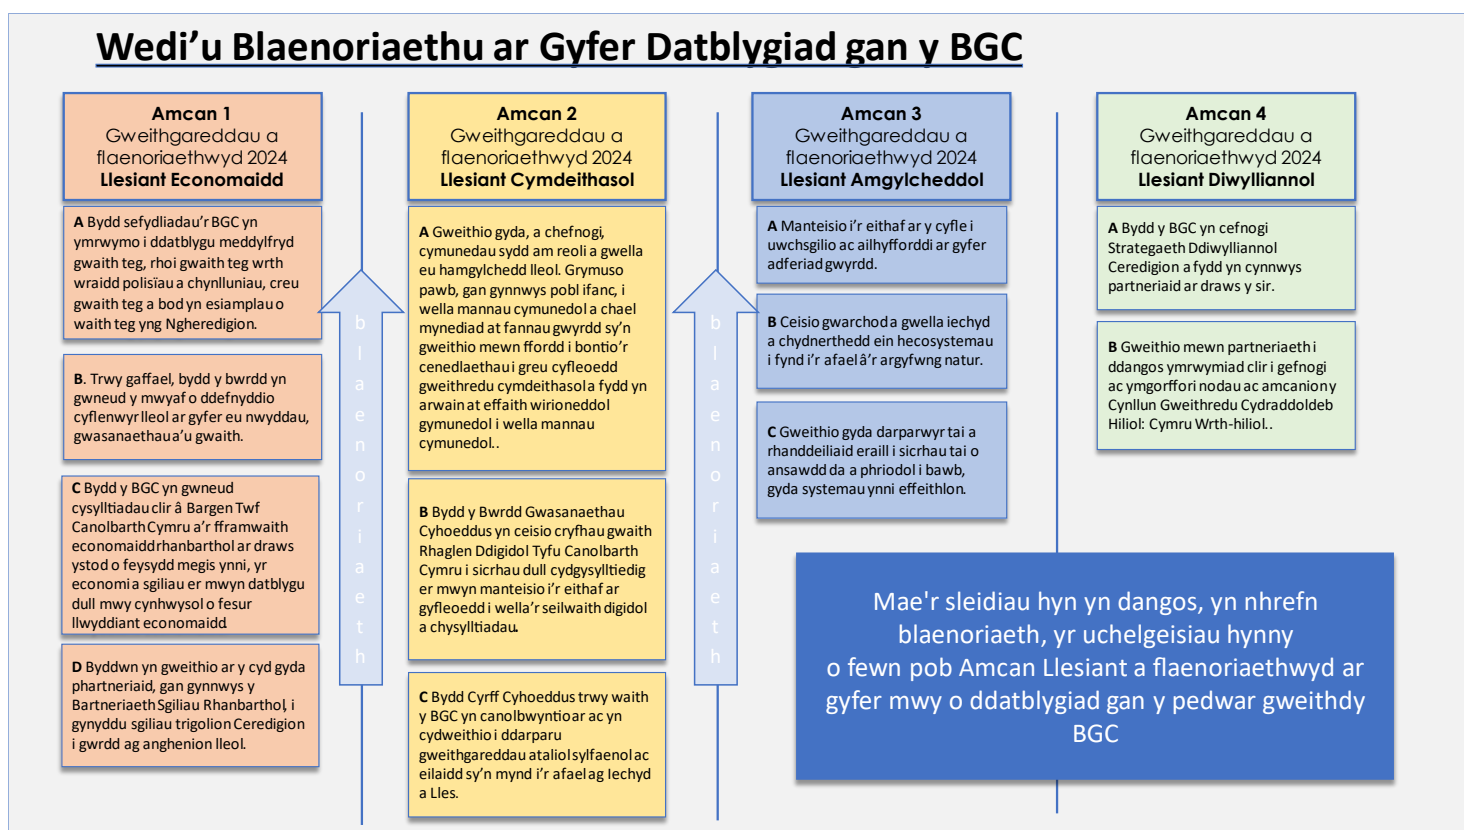 Wedi'u Blaenoriaethu ar Gyfer Datblygiad gan y BGC
Amcan 1
Gweithgareddau a
flaenoriaethwyd 2024
Llesiant Economaidd
A Bydd sefydliadau'r BGC yn
ymrwymo i ddatblygu meddylfryd
gwaith teg, rhoi gwaith teg wrth
wraidd polisïau a chynlluniau, creu
gwaith teg a bod yn esiamplau o
waith teg yng Ngheredigion.
B. Trwy gaffael, bydd y bwrdd yn
gwneud y mwyaf o ddefnyddio
cyflenwyr lleol ar gyfer eu nwyddau,
gwasanaethau a'u gwaith.
C Bydd y BGC yn gwneud
cysylltiadau clir â Bargen Twf
Canolbarth Cymru a'r fframwaith
economaidd rhanbarthol ar draws
ystod o feysydd megis ynni, yr
economi a sgiliau er mwyn datblygu
dull mwy cynhwysol o fesur
llwyddiant economaidd.
D Byddwn yn gweithio ar y cyd gyda
phartneriaid, gan gynnwys y
Bartneriaeth Sgiliau Rhanbarthol, i
gynyddu sgiliau trigolion Ceredigion
i gwrdd ag anghenion lleol.
blaenoriaeth
Amcan 2
Gweithgareddau a
flaenoriaethwyd 2024
Llesiant Cymdeithasol
A Gweithio gyda, a chefnogi,
cymunedau sydd am reoli a gwella
eu hamgylchedd lleol. Grymuso
pawb, gan gynnwys pobl ifanc, i
wella mannau cymunedol a chael
mynediad at fannau gwyrdd sy'n
gweithio mewn ffordd i bontio'r
cenedlaethau i greu cyfleoedd
gweithredu cymdeithasol a fydd yn
arwain at effaith wirioneddol
gymunedol i wella mannau
cymunedol..
B Bydd y Bwrdd Gwasanaethau
Cyhoeddus yn ceisio cryfhau gwaith
Rhaglen Ddigidol Tyfu Canolbarth
Cymru i sicrhau dull cydgysylltiedig
er mwyn manteisio i'r eithaf ar
gyfleoedd i wella'r seilwaith digidol
a chysylltiadau.
C Bydd Cyrff Cyhoeddus trwy waith
y BGC yn canolbwyntio ar ac yn
cydweithio i ddarparu
gweithgareddau ataliol sylfaenol ac
eilaidd sy'n mynd i'r afael ag Iechyd
a Lles.
blaenoriaeth
Amcan 3
Gweithgareddau a
flaenoriaethwyd 2024
Llesiant Amgylcheddol
A Manteisio i'r eithaf ar y cyfle i
uwchsgilio ac ailhyfforddi ar gyfer
adferiad gwyrdd.
B Ceisio gwarchod a gwella iechyd
a chydnerthedd ein hecosystemau
i fynd i'r afael â'r argyfwng natur.
C Gweithio gyda darparwyr tai a
rhanddeiliaid eraill i sicrhau tai o
ansawdd da a phriodol i bawb,
gyda systemau ynni effeithlon.
Amcan 4
Gweithgareddau a
flaenoriaethwyd 2024
Llesiant Diwylliannol
A Bydd y BGC yn cefnogi
Strategaeth Ddiwylliannol
Ceredigion a fydd yn cynnwys
partneriaid ar draws y sir.
B Gweithio mewn partneriaeth i
ddangos ymrwymiad clir i gefnogi
ac ymgorffori nodau ac amcanion y
Cynllun Gweithredu Cydraddoldeb
Hiliol: Cymru Wrth-hiliol..
Mae'r sleidiau hyn yn dangos, yn nhrefn
blaenoriaeth, yr uchelgeisiau hynny
o fewn pob Amcan Llesiant a flaenoriaethwyd ar
gyfer mwy o ddatblygiad gan y pedwar gweithdy
BGC